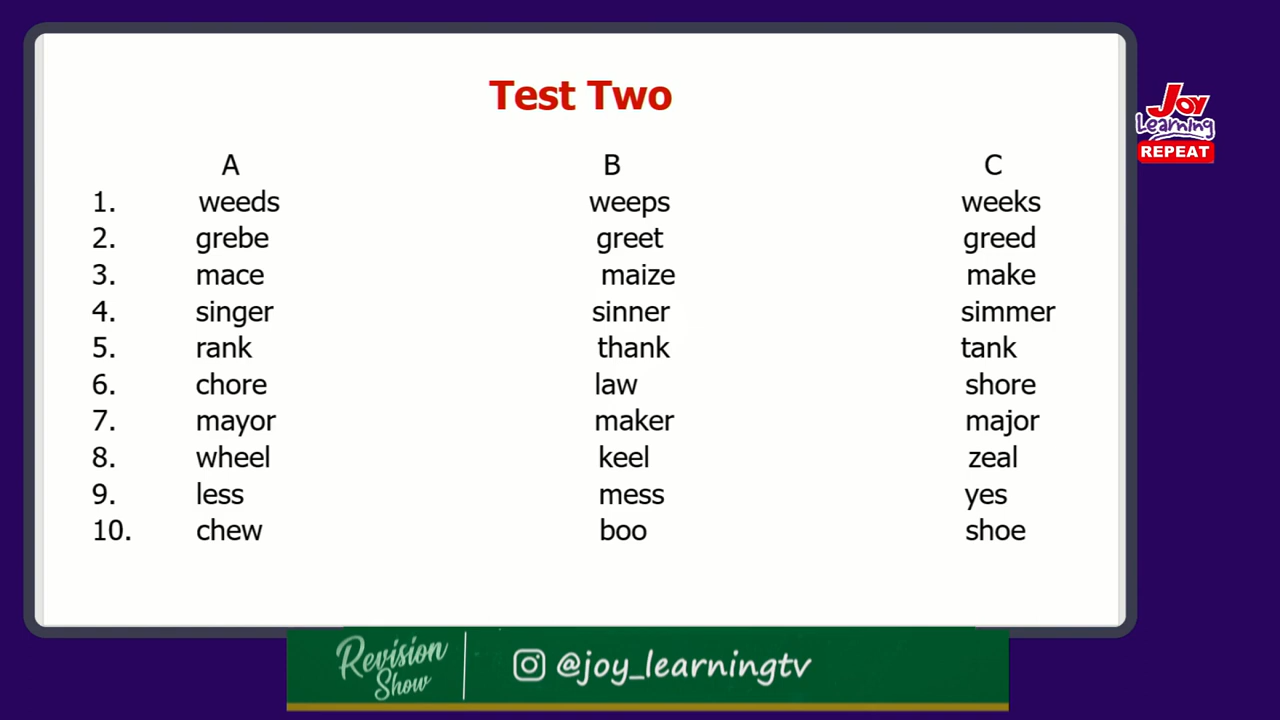 Test Two
A B C
1. weeds weeps weeks
2. grebe greet greed
3. mace maize make
4. singer sinner simmer
5. rank thank tank
6. chore law shore
7. mayor maker major
8. wheel keel zeal
9. less mess yes
10. chew boo shoe
Joy
Learning
REPEAT
Revision
Show
@joy_learningtv